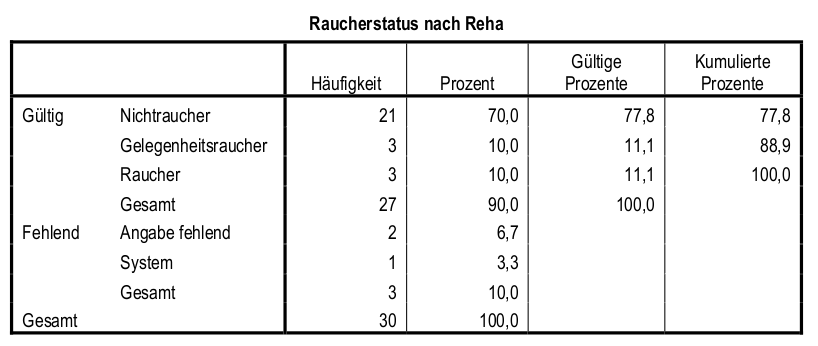 Raucherstatus nach Reha
Häufigkeit Prozent Gültige Prozente Kumulierte Prozente
Gültig Nichtraucher 21 70,0 77,8 77,8
Gelegenheitsraucher 3 10,0 11,1 88,9
Raucher 3 10,0 11,1 100,0
Gesamt 27 90,0 100,0
Fehlend Angabe fehlend 2 6,7
System 1 3,3
Gesamt 3 10,0
Gesamt 30 100,0